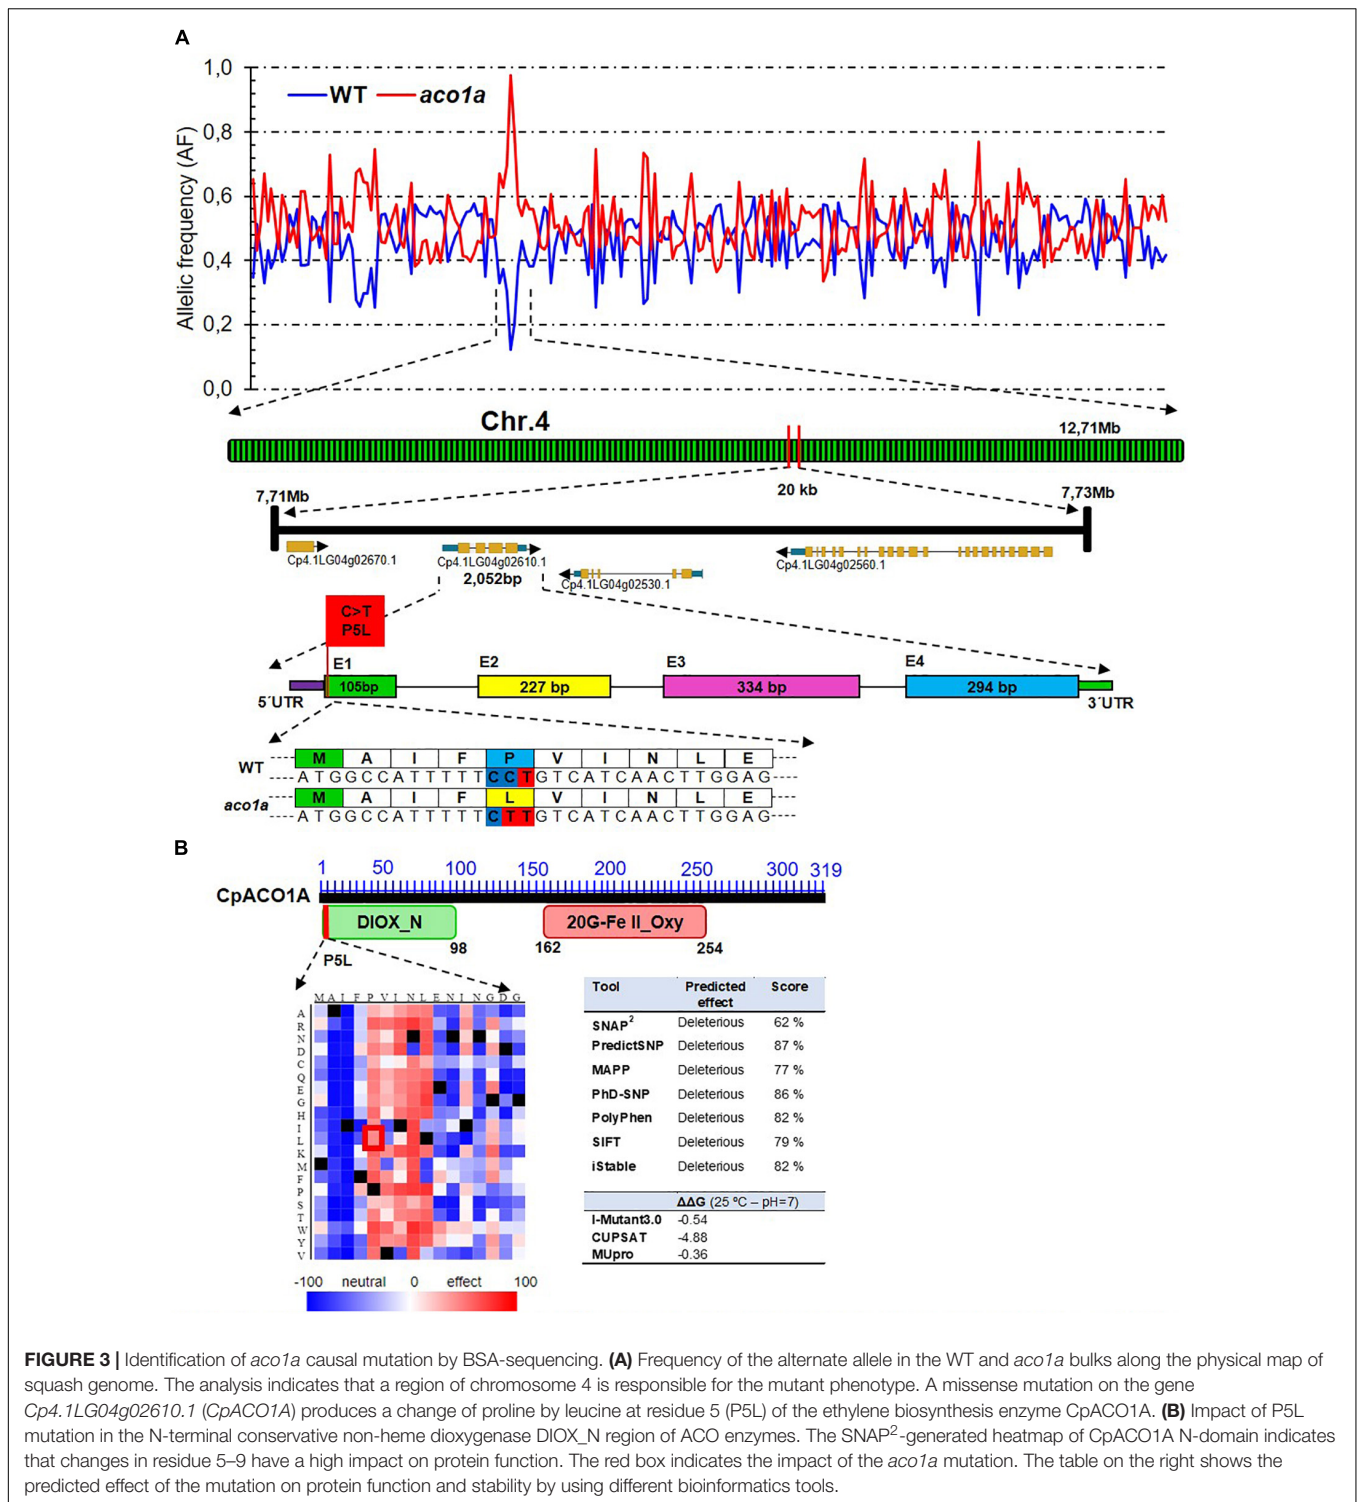 A
1,0
0,8
0,6
0,4
0,2
0,0
Allelic frequency (AF)
WT
aco1a
Chr.4
12,71Mb
20 kb
7,71Mb
7,73Mb
Cp4.1LG04g02670.1
Cp4.1LG04g02610.1
2,052bp
Cp4.1LG04g02530.1
Cp4.1LG04g02560.1
C>T
P5L
E1 E2 E3 E4
105bp 227 bp 334 bp 294 bp
5´UTR
3´UTR
WT
M A I F P V I N L E
ATGGCCATTTTTCCTGTCATCAACTTGGAG
aco1a
M A I F L V I N L E
ATGGCCATTTTTCTTGTCATCAACTTGGAG
B
1 50 100 150 200 250 300 319
CpACO1A
DIOX_N
20G-Fe II_Oxy
98
162
254
P5L
M A I F P V I N L E N I N G D G
A
R
N
D
C
Q
E
G
H
I
L
K
M
F
P
S
T
W
Y
V
-100 neutral 0 effect 100
Tool Predicted effect Score
SNAP2 Deleterious 62 %
PredictSNP Deleterious 87 %
MAPP Deleterious 77 %
PhD-SNP Deleterious 86 %
PolyPhen Deleterious 82 %
SIFT Deleterious 79 %
iStable Deleterious 82 %
ΔΔG (25 ºC – pH=7)
I-Mutant3.0 -0.54
CUPSAT -4.88
MUpro -0.36
FIGURE 3 | Identification of aco1a causal mutation by BSA-sequencing. (A) Frequency of the alternate allele in the WT and aco1a bulks along the physical map of
squash genome. The analysis indicates that a region of chromosome 4 is responsible for the mutant phenotype. A missense mutation on the gene
Cp4.1LG04g02610.1 (CpACO1A) produces a change of proline by leucine at residue 5 (P5L) of the ethylene biosynthesis enzyme CpACO1A. (B) Impact of P5L
mutation in the N-terminal conservative non-heme dioxygenase DIOX_N region of ACO enzymes. The SNAP2-generated heatmap of CpACO1A N-domain indicates
that changes in residue 5–9 have a high impact on protein function. The red box indicates the impact of the aco1a mutation. The table on the right shows the
predicted effect of the mutation on protein function and stability by using different bioinformatics tools.